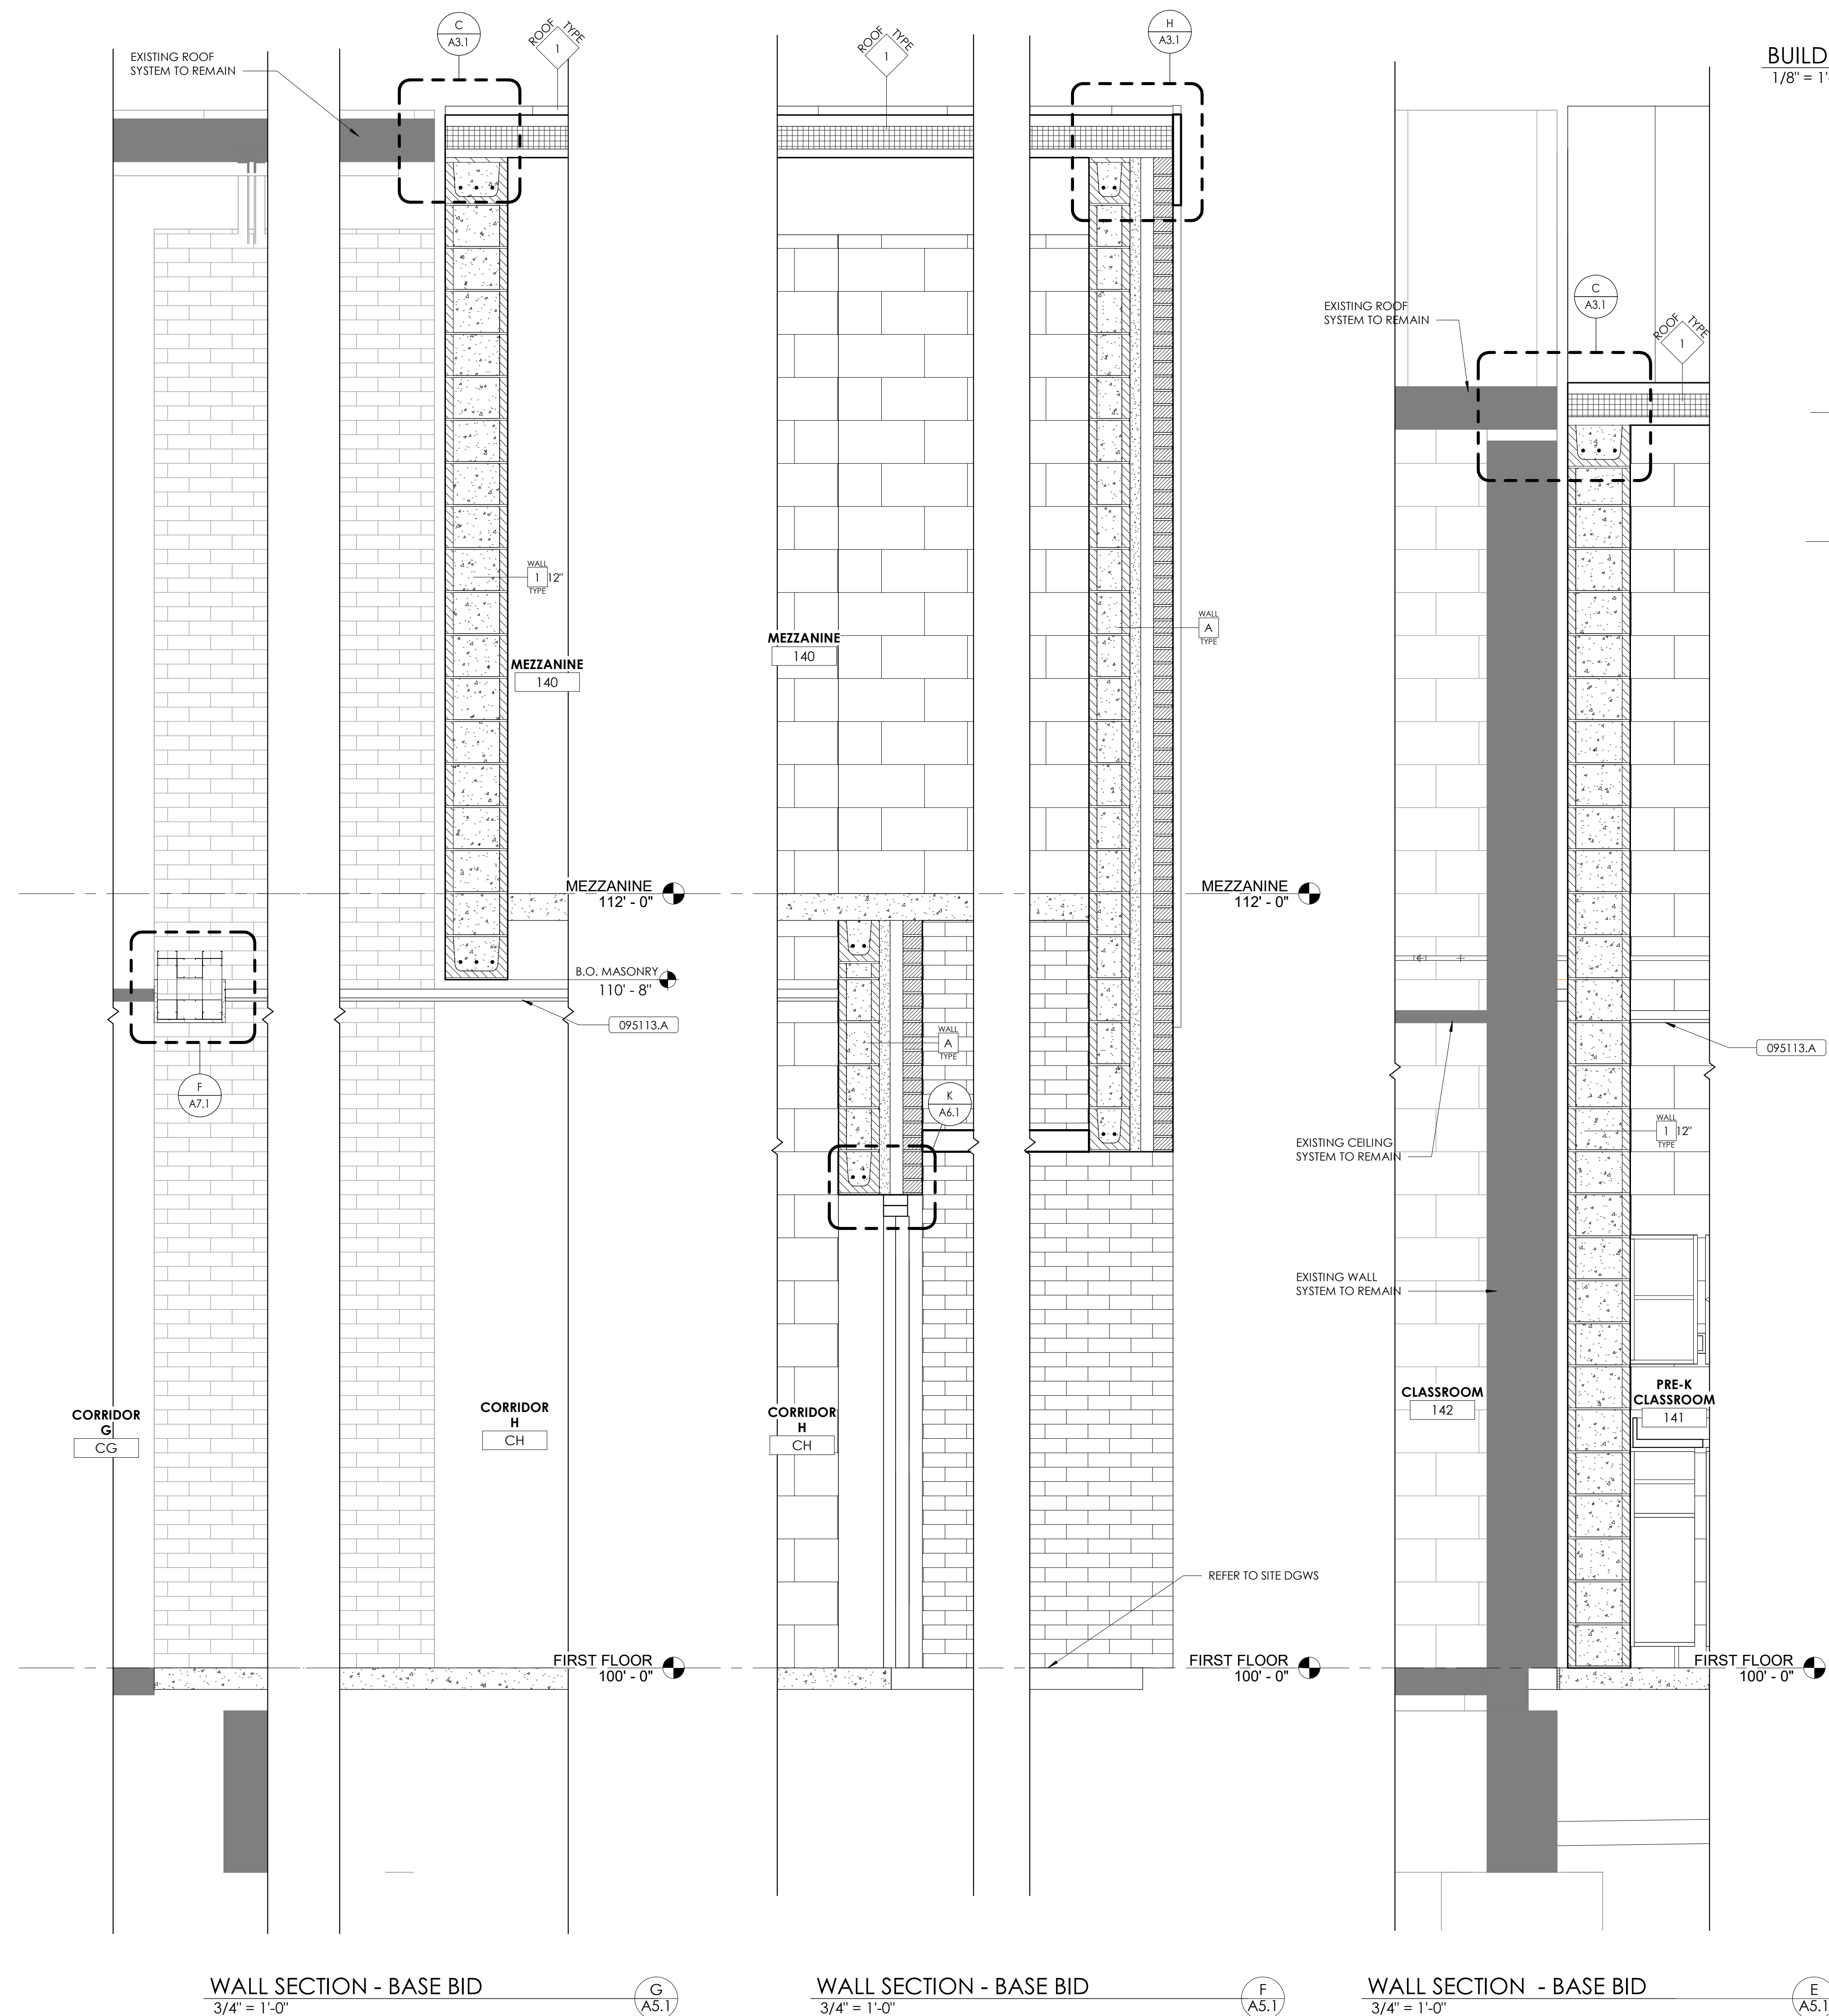 C
A3.1
ROOF TYPE
1
EXISTING ROOF
SYSTEM TO REMAIN
WALL
1 12"
TYPE
MEZZANINE
140
MEZZANINE
112' - 0"
B.O. MASONRY
110' - 8"
095113.A
F
A7.1
CORRIDOR
G
CG
CORRIDOR
H
CH
FIRST FLOOR
100' - 0"
WALL SECTION - BASE BID
3/4" = 1'-0"
G
A5.1
ROOF TYPE
1
H
A3.1
WALL
A
TYPE
MEZZANINE
140
MEZZANINE
112' - 0"
WALL
A
TYPE
K
A6.1
CORRIDOR
H
CH
REFER TO SITE DGWS
FIRST FLOOR
100' - 0"
WALL SECTION - BASE BID
3/4" = 1'-0"
F
A5.1
BUILD
1/8" = 1'
C
A3.1
EXISTING ROOF
SYSTEM TO REMAIN
ROOF TYPE
1
095113.A
WALL
1 12"
TYPE
EXISTING CEILING
SYSTEM TO REMAIN
EXISTING WALL
SYSTEM TO REMAIN
CLASSROOM
142
PRE-K
CLASSROOM
141
FIRST FLOOR
100' - 0"
WALL SECTION - BASE BID
3/4" = 1'-0"
E
A5.1